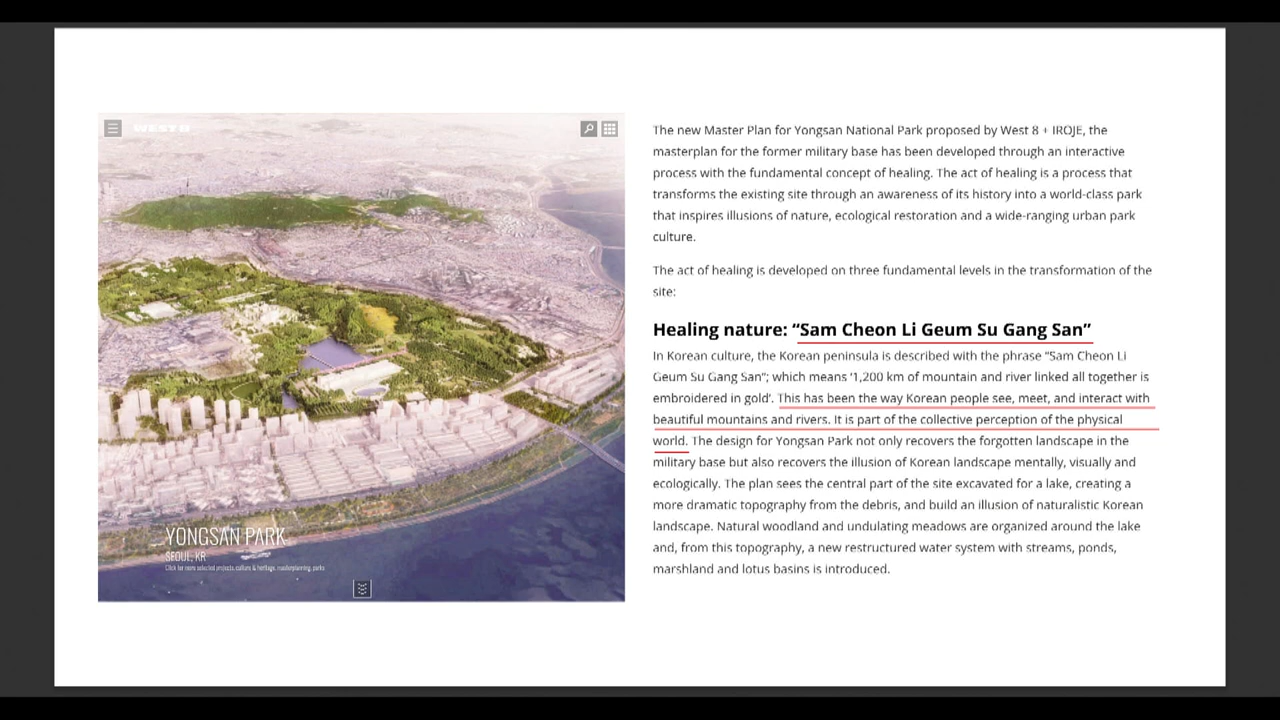 WEST 8
YONGSAN PARK
SEOUL, KR
Click for more selected projects, culture & heritage, masterplanning, parks
The new Master Plan for Yongsan National Park proposed by West 8 + IROJE, the
masterplan for the former military base has been developed through an interactive
process with the fundamental concept of healing. The act of healing is a process that
transforms the existing site through an awareness of its history into a world-class park
that inspires illusions of nature, ecological restoration and a wide-ranging urban park
culture.
The act of healing is developed on three fundamental levels in the transformation of the
site:
Healing nature: “Sam Cheon Li Geum Su Gang San”
In Korean culture, the Korean peninsula is described with the phrase “Sam Cheon Li
Geum Su Gang San”; which means ‘1,200 km of mountain and river linked all together is
embroidered in gold’. This has been the way Korean people see, meet, and interact with
beautiful mountains and rivers. It is part of the collective perception of the physical
world. The design for Yongsan Park not only recovers the forgotten landscape in the
military base but also recovers the illusion of Korean landscape mentally, visually and
ecologically. The plan sees the central part of the site excavated for a lake, creating a
more dramatic topography from the debris, and build an illusion of naturalistic Korean
landscape. Natural woodland and undulating meadows are organized around the lake
and, from this topography, a new restructured water system with streams, ponds,
marshland and lotus basins is introduced.